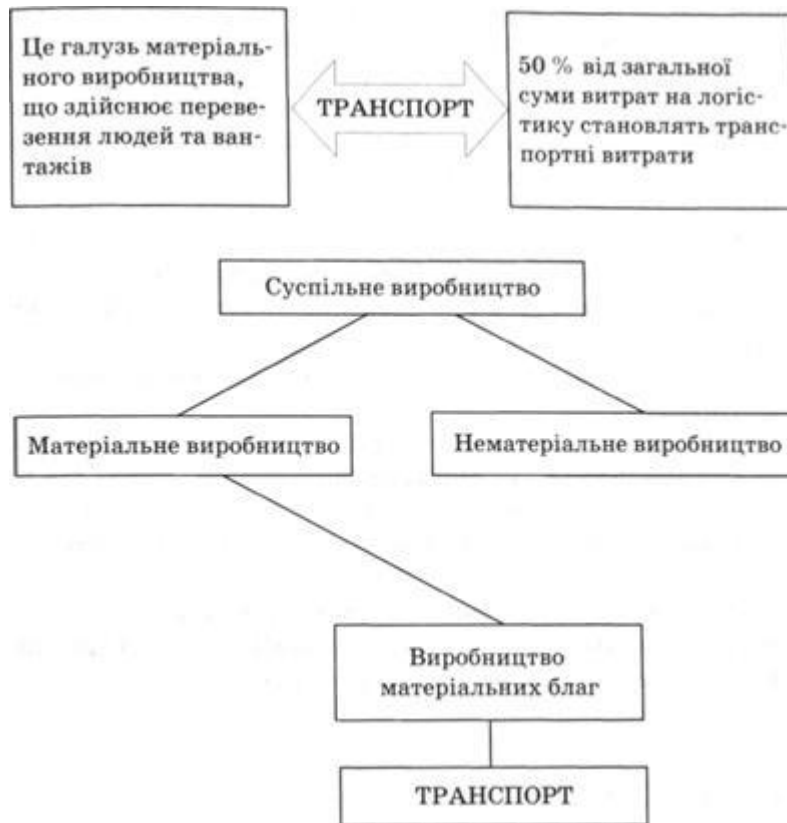 Це галузь матеріаль-
ного виробництва,
що здійснює переве-
зення людей та ван-
тажів
ТРАНСПОРТ
50 % від загальної
суми витрат на логіс-
тику становлять транс-
портні витрати
Суспільне виробництво
Матеріальне виробництво
Нематеріальне виробництво
Виробництво
матеріальних благ
ТРАНСПОРТ